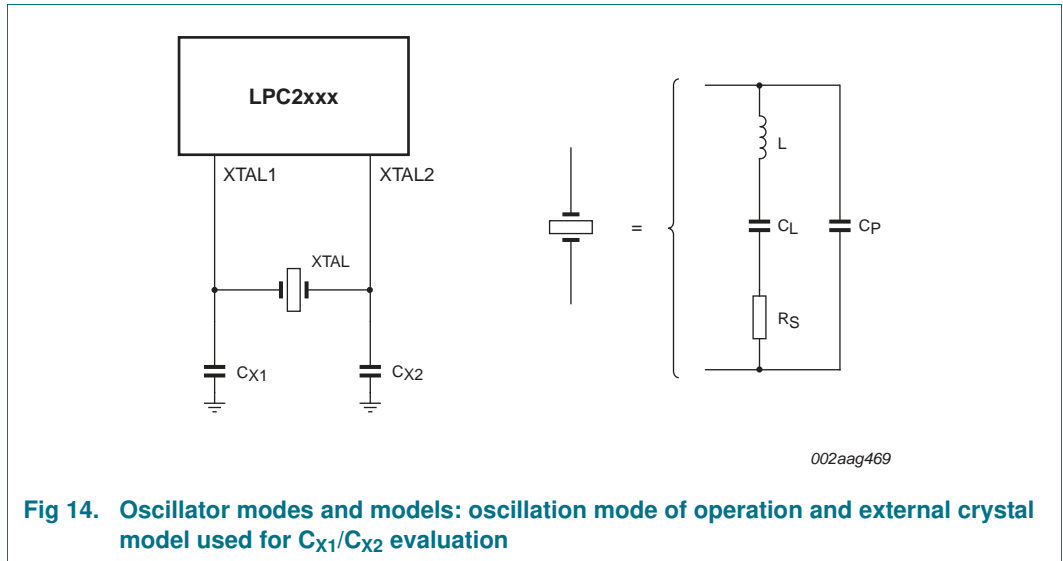 LPC2xxx
XTAL1
XTAL2
XTAL
CX1
CX2
=
L
CL
CP
RS
002aag469
Fig 14. Oscillator modes and models: oscillation mode of operation and external crystal
model used for CX1/CX2 evaluation